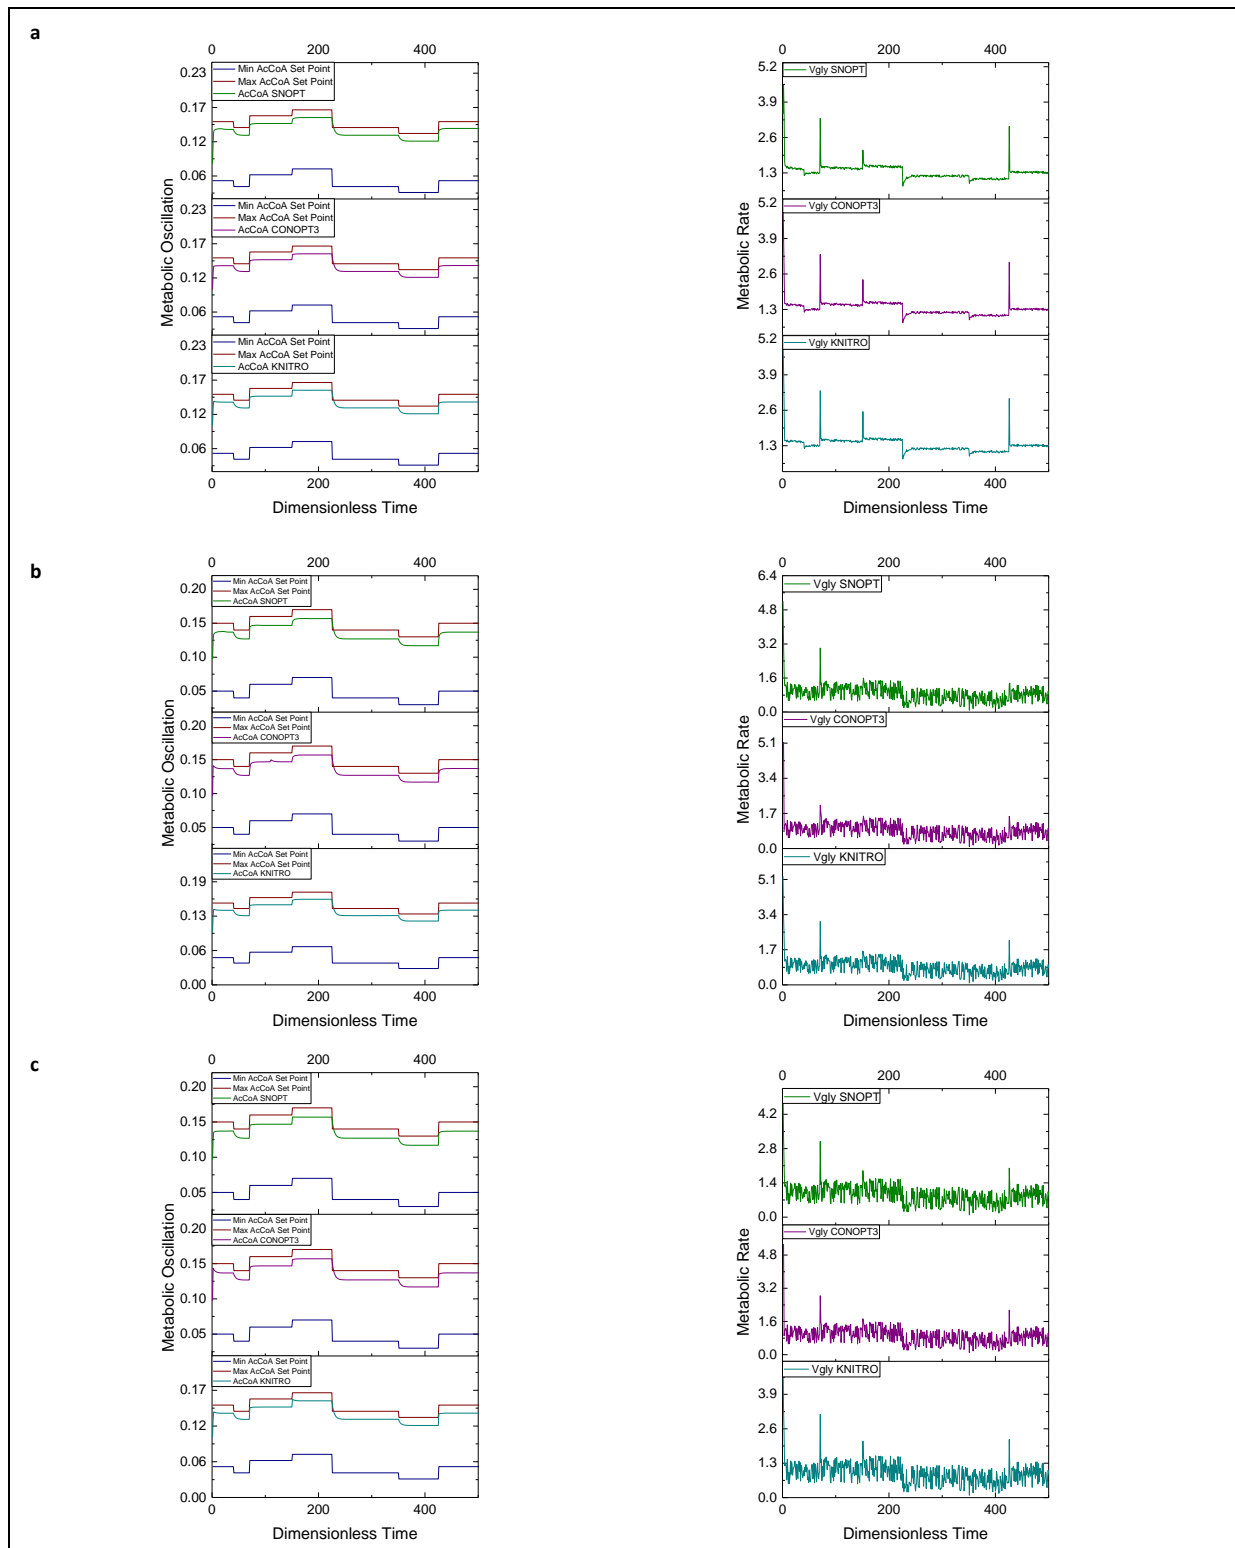 a
0 200 400
Min AcCoA Set Point
Max AcCoA Set Point
AcCoA SNOPT
0.23
0.17
0.12
0.06
Min AcCoA Set Point
Max AcCoA Set Point
AcCoA CONOPT3
0.23
0.17
0.12
0.06
Min AcCoA Set Point
Max AcCoA Set Point
AcCoA KNITRO
0.23
0.17
0.12
0.06
Metabolic Oscillation
0 200 400
Dimensionless Time
0 200 400
Vgly SNOPT
5.2
3.9
2.6
1.3
Vgly CONOPT3
5.2
3.9
2.6
1.3
Vgly KNITRO
5.2
3.9
2.6
1.3
Metabolic Rate
0 200 400
Dimensionless Time
b
0 200 400
Min AcCoA Set Point
Max AcCoA Set Point
AcCoA SNOPT
0.20
0.15
0.10
0.05
Min AcCoA Set Point
Max AcCoA Set Point
AcCoA CONOPT3
0.20
0.15
0.10
0.05
Min AcCoA Set Point
Max AcCoA Set Point
AcCoA KNITRO
0.19
0.13
0.06
0.00
Metabolic Oscillation
0 200 400
Dimensionless Time
0 200 400
Vgly SNOPT
6.4
4.8
3.2
1.6
0.0
Vgly CONOPT3
5.1
3.4
1.7
0.0
Vgly KNITRO
5.1
3.4
1.7
0.0
Metabolic Rate
0 200 400
Dimensionless Time
c
0 200 400
Min AcCoA Set Point
Max AcCoA Set Point
AcCoA SNOPT
0.20
0.15
0.10
0.05
Min AcCoA Set Point
Max AcCoA Set Point
AcCoA CONOPT3
0.20
0.15
0.10
0.05
Min AcCoA Set Point
Max AcCoA Set Point
AcCoA KNITRO
0.17
0.12
0.06
0.00
Metabolic Oscillation
0 200 400
Dimensionless Time
0 200 400
Vgly SNOPT
4.2
2.8
1.4
0.0
Vgly CONOPT3
4.8
3.2
1.6
0.0
Vgly KNITRO
3.9
2.6
1.3
0.0
Metabolic Rate
0 200 400
Dimensionless Time